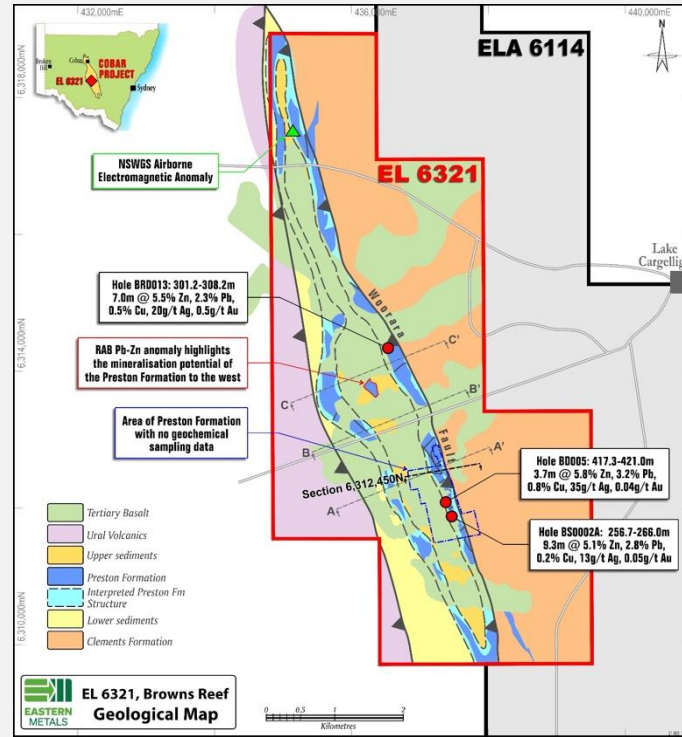 432,000mE
436,000mE
440,000mE
6,318,000mN
6,314,000mN
6,310,000mN
Broken
Hill
Cobar
COBAR
PROJECT
EL 6321
Sydney
ELA 6114
N
NSWGS Airborne
Electromagnetic Anomaly
EL 6321
Lake
Cargelligo
Hole BRD013: 301.2-308.2m
7.0m @ 5.5% Zn, 2.3% Pb,
0.5% Cu, 20g/t Ag, 0.5g/t Au
Woorara
Fault
RAB Pb-Zn anomaly highlights
the mineralisation potential of
the Preston Formation to the west
C'
C
B'
B
Area of Preston Formation
with no geochemical
sampling data
A'
A
Section 6,312,450N
Hole BD005: 417.3-421.0m
3.7m @ 5.8% Zn, 3.2% Pb,
0.8% Cu, 35g/t Ag, 0.04g/t Au
Hole BS0002A: 256.7-266.0m
9.3m @ 5.1% Zn, 2.8% Pb,
0.2% Cu, 13g/t Ag, 0.05g/t Au
Tertiary Basalt
Ural Volcanics
Upper sediments
Preston Formation
Interpreted Preston Fm
Structure
Lower sediments
Clements Formation
EASTERN
METALS
EL 6321, Browns Reef
Geological Map
0 0.5 1 2
Kilometres